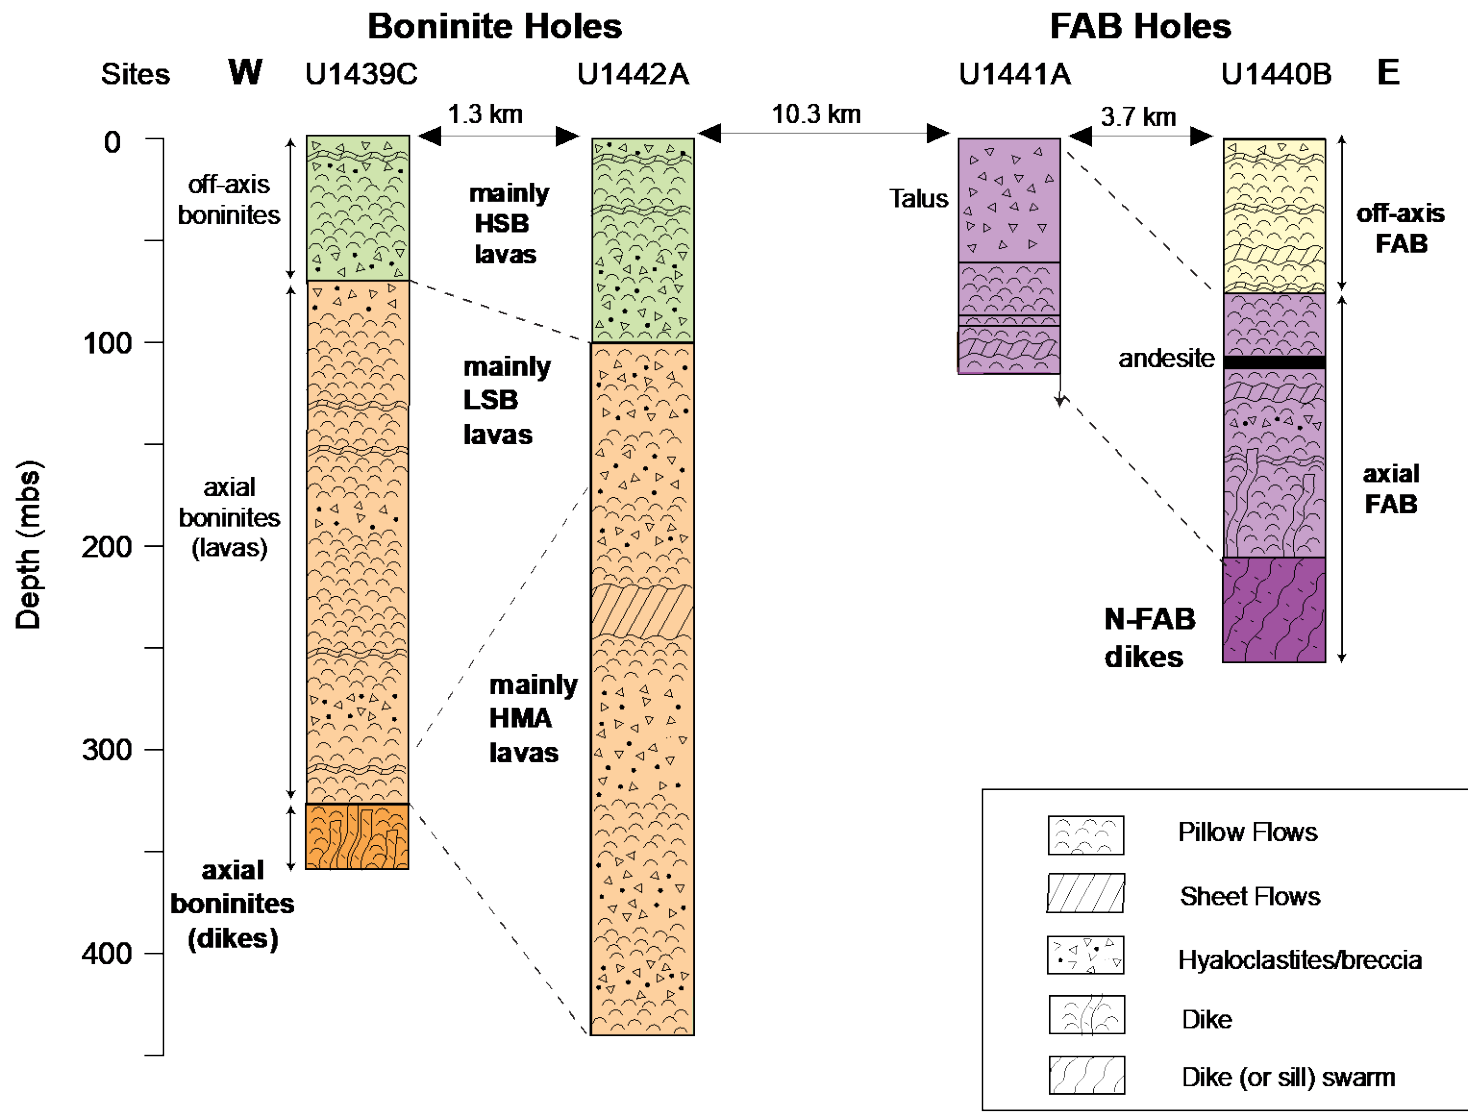 Boninite Holes
FAB Holes
Sites
W
U1439C
U1442A
U1441A
U1440B
E
1.3 km
10.3 km
3.7 km
0
100
200
300
400
Depth (mbs)
off-axis
boninites
axial
boninites
(lavas)
axial
boninites
(dikes)
mainly
HSB
lavas
mainly
LSB
lavas
mainly
HMA
lavas
Talus
andesite
N-FAB
dikes
off-axis
FAB
axial
FAB
Pillow Flows
Sheet Flows
Hyaloclastites/breccia
Dike
Dike (or sill) swarm